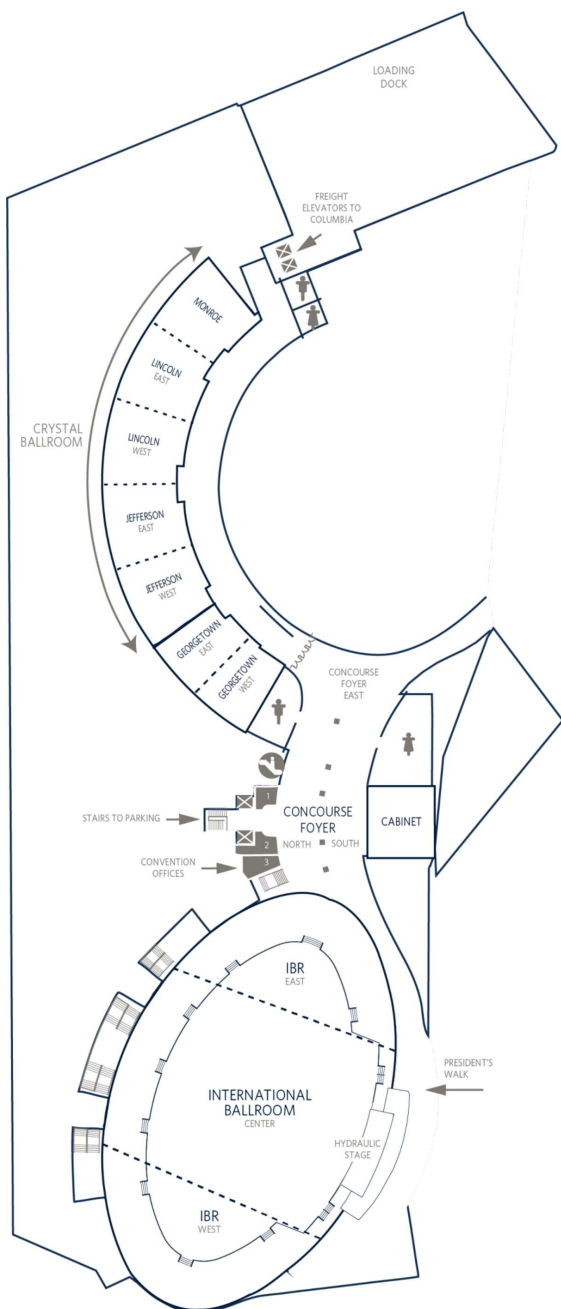 LOADING
DOCK
FREIGHT
ELEVATORS TO
COLUMBIA
MONROE
LINCOLN
EAST
CRYSTAL
BALLROOM
LINCOLN
WEST
JEFFERSON
EAST
JEFFERSON
WEST
GEORGETOWN
EAST
GEORGETOWN
WEST
CONCOURSE
FOYER
EAST
1
STAIRS TO PARKING
CONCOURSE
FOYER
CABINET
2
NORTH
SOUTH
3
CONVENTION
OFFICES
IBR
EAST
PRESIDENT'S
WALK
INTERNATIONAL
BALLROOM
CENTER
HYDRAULIC
STAGE
IBR
WEST